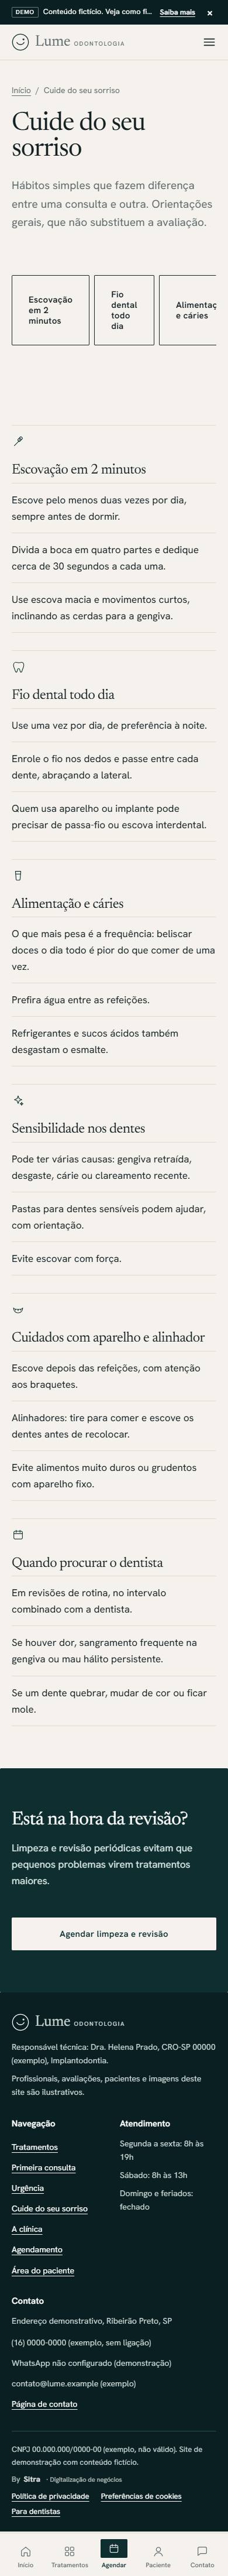 DEMO Conteúdo fictício. Veja como fi... Saiba mais ×
Lume ODONTOLOGIA
Início / Cuide do seu sorriso
Cuide do seu
sorriso
Hábitos simples que fazem diferença
entre uma consulta e outra. Orientações
gerais, que não substituem a avaliação.
Escovação
em 2
minutos
Fio
dental
todo
dia
Alimentaç
e cáries
Escovação em 2 minutos
Escove pelo menos duas vezes por dia,
sempre antes de dormir.
Divida a boca em quatro partes e dedique
cerca de 30 segundos a cada uma.
Use escova macia e movimentos curtos,
inclinando as cerdas para a gengiva.
Fio dental todo dia
Use uma vez por dia, de preferência à noite.
Enrole o fio nos dedos e passe entre cada
dente, abraçando a lateral.
Quem usa aparelho ou implante pode
precisar de passa-fio ou escova interdental.
Alimentação e cáries
O que mais pesa é a frequência: beliscar
doces o dia todo é pior do que comer de uma
vez.
Prefira água entre as refeições.
Refrigerantes e sucos ácidos também
desgastam o esmalte.
Sensibilidade nos dentes
Pode ter várias causas: gengiva retraída,
desgaste, cárie ou clareamento recente.
Pastas para dentes sensíveis podem ajudar,
com orientação.
Evite escovar com força.
Cuidados com aparelho e alinhador
Escove depois das refeições, com atenção
aos braquetes.
Alinhadores: tire para comer e escove os
dentes antes de recolocar.
Evite alimentos muito duros ou grudentos
com aparelho fixo.
Quando procurar o dentista
Em revisões de rotina, no intervalo
combinado com a dentista.
Se houver dor, sangramento frequente na
gengiva ou mau hálito persistente.
Se um dente quebrar, mudar de cor ou ficar
mole.
Está na hora da revisão?
Limpeza e revisão periódicas evitam que
pequenos problemas virem tratamentos
maiores.
Agendar limpeza e revisão
Lume ODONTOLOGIA
Responsável técnica: Dra. Helena Prado, CRO-SP 00000
(exemplo), Implantodontia.
Profissionais, avaliações, pacientes e imagens deste
site são ilustrativos.
Navegação
Tratamentos
Primeira consulta
Urgência
Cuide do seu sorriso
A clínica
Agendamento
Área do paciente
Atendimento
Segunda a sexta: 8h às
19h
Sábado: 8h às 13h
Domingo e feriados:
fechado
Contato
Endereço demonstrativo, Ribeirão Preto, SP
(16) 0000-0000 (exemplo, sem ligação)
WhatsApp não configurado (demonstração)
contato@lume.example (exemplo)
Página de contato
CNPJ 00.000.000/0000-00 (exemplo, não válido). Site de
demonstração com conteúdo fictício.
By Sitra · Digitalização de negócios
Política de privacidade Preferências de cookies
Para dentistas
Início Tratamentos Agendar Paciente Contato